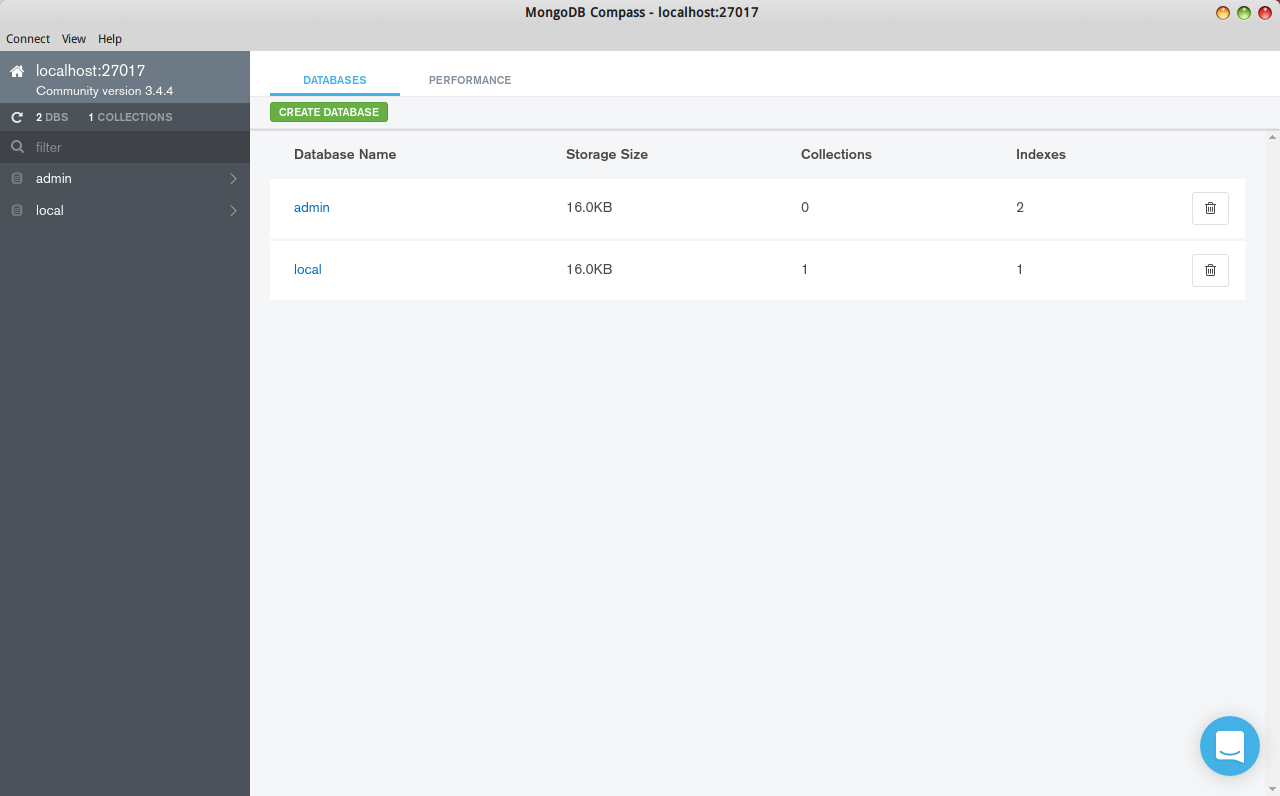 MongoDB Compass - localhost:27017
Connect View Help
localhost:27017
Community version 3.4.4
2 DBS 1 COLLECTIONS
filter
admin
local
DATABASES PERFORMANCE
CREATE DATABASE
Database Name Storage Size Collections Indexes
admin 16.0KB 0 2
local 16.0KB 1 1